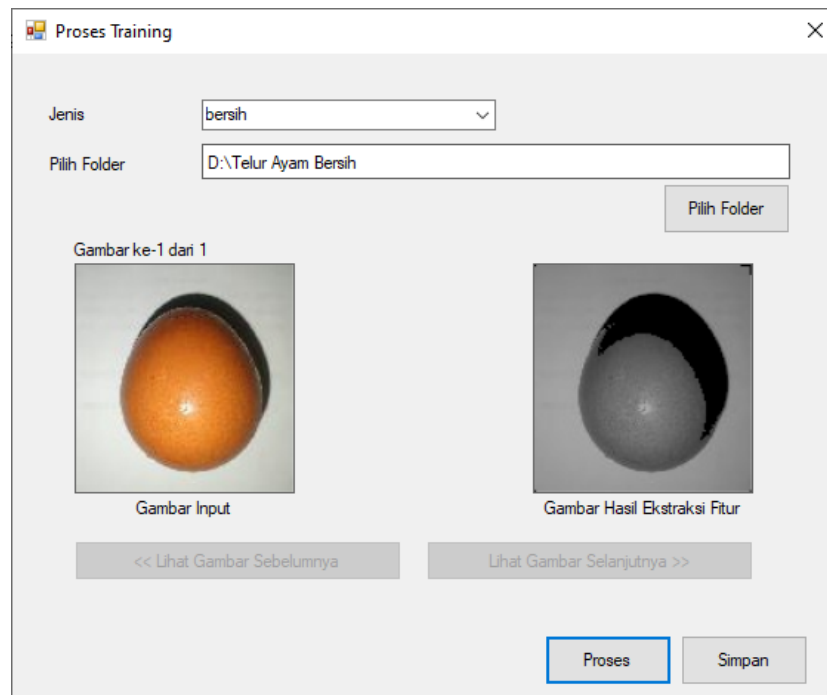 Proses Training
Jenis
bersih
Pilih Folder
D:\Telur Ayam Bersih
Pilih Folder
Gambar ke-1 dari 1
Gambar Input
Gambar Hasil Ekstraksi Fitur
<< Lihat Gambar Sebelumnya
Lihat Gambar Selanjutnya >>
Proses
Simpan